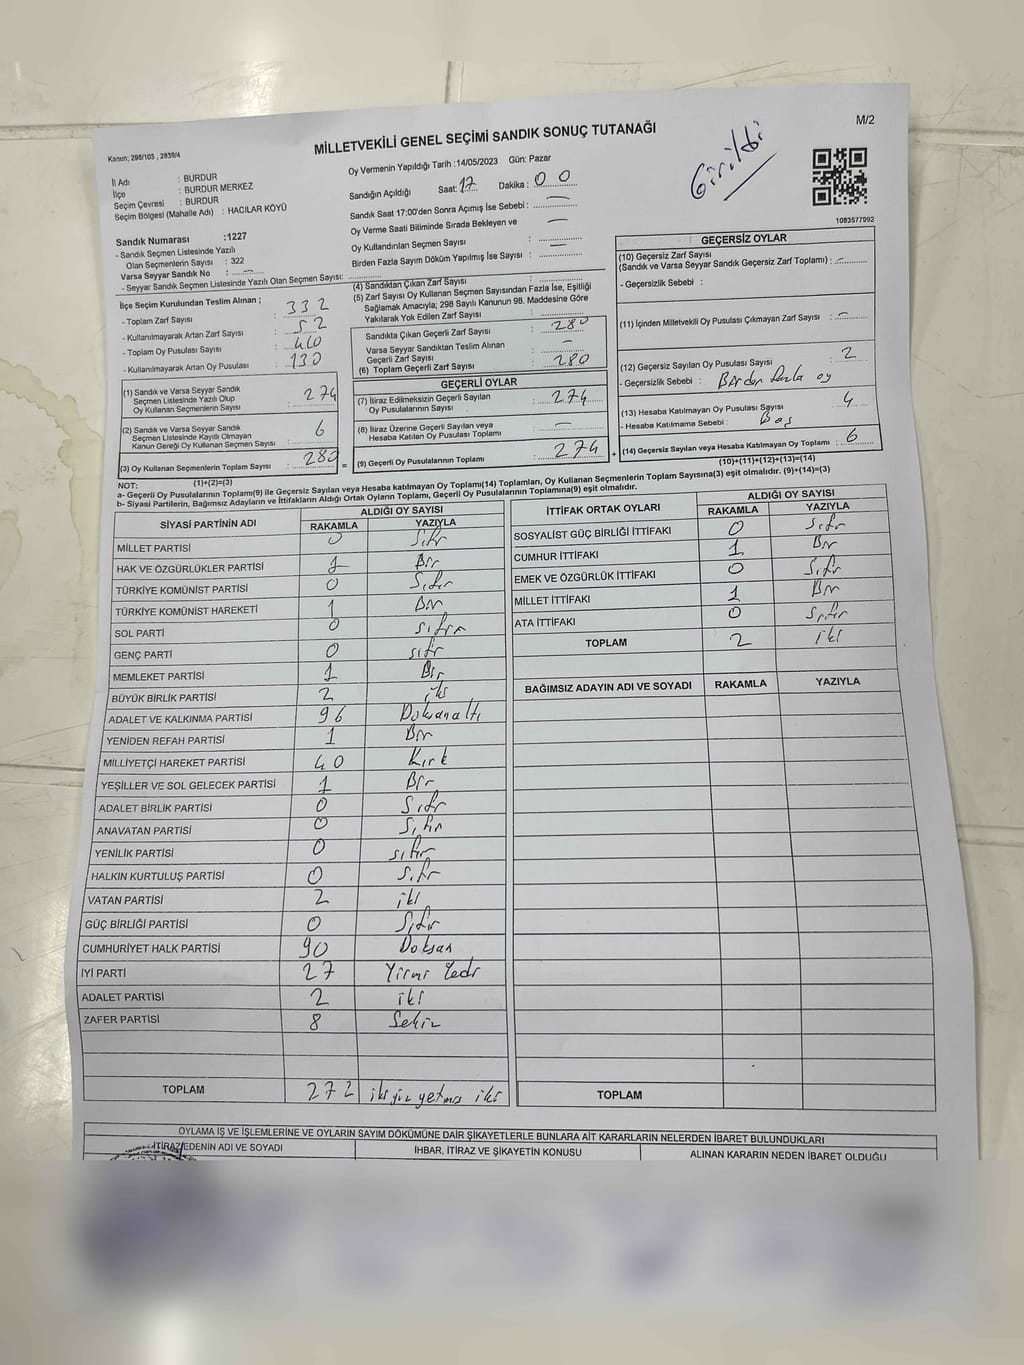 M/2
MİLLETVEKİLİ GENEL SEÇİMİ SANDIK SONUÇ TUTANAĞI
Girildi
Kanun; 298/105 , 2839/4
İl Adı : BURDUR
İlçe : BURDUR MERKEZ
Seçim Çevresi : BURDUR
Seçim Bölgesi (Mahalle Adı) : HACILAR KÖYÜ
Oy Vermenin Yapıldığı Tarih :14/05/2023 Gün: Pazar
Sandığın Açıldığı Saat: 17 Dakika : 00
Sandık Saat 17:00'den Sonra Açımış İse Sebebi : —
Oy Verme Saati Bitiminde Sırada Bekleyen ve
Oy Kullandırılan Seçmen Sayısı : —
Birden Fazla Sayım Döküm Yapılmış İse Sayısı : —
1083577992
Sandık Numarası :1227
- Sandık Seçmen Listesinde Yazılı
Olan Seçmenlerin Sayısı : 322
Varsa Seyyar Sandık No : —
- Seyyar Sandık Seçmen Listesinde Yazılı Olan Seçmen Sayısı:
İlçe Seçim Kurulundan Teslim Alınan ;
- Toplam Zarf Sayısı : 332
- Kullanılmayarak Artan Zarf Sayısı : 52
- Toplam Oy Pusulası Sayısı : 410
- Kullanılmayarak Artan Oy Pusulası : 130
(1) Sandık ve Varsa Seyyar Sandık
Seçmen Listesinde Yazılı Olup
Oy Kullanan Seçmenlerin Sayısı : 274
(2) Sandık ve Varsa Seyyar Sandık
Seçmen Listesinde Kayıtlı Olmayan
Kanun Gereği Oy Kullanan Seçmen Sayısı : 6
(3) Oy Kullanan Seçmenlerin Toplam Sayısı : 280
(1)+(2)=(3)
(4) Sandıktan Çıkan Zarf Sayısı :
(5) Zarf Sayısı Oy Kullanan Seçmen Sayısından Fazla İse, Eşitliği
Sağlamak Amacıyla; 298 Sayılı Kanunun 98. Maddesine Göre
Yakılarak Yok Edilen Zarf Sayısı :
Sandıkta Çıkan Geçerli Zarf Sayısı : 280
Varsa Seyyar Sandıktan Teslim Alınan
Geçerli Zarf Sayısı : —
(6) Toplam Geçerli Zarf Sayısı : 280
GEÇERLİ OYLAR
(7) İtiraz Edilmeksizin Geçerli Sayılan
Oy Pusulalarının Sayısı : 274
(8) İtiraz Üzerine Geçerli Sayılan veya
Hesaba Katılan Oy Pusulası Toplamı : —
= (9) Geçerli Oy Pusulalarının Toplamı : 274
GEÇERSİZ OYLAR
(10) Geçersiz Zarf Sayısı
(Sandık ve Varsa Seyyar Sandık Geçersiz Zarf Toplamı) : —
- Geçersizlik Sebebi :
(11) İçinden Milletvekili Oy Pusulası Çıkmayan Zarf Sayısı : —
(12) Geçersiz Sayılan Oy Pusulası Sayısı : 2
- Geçersizlik Sebebi : Birden fazla oy
(13) Hesaba Katılmayan Oy Pusulası Sayısı : 4
- Hesaba Katılmama Sebebi : Boş
+ (14) Geçersiz Sayılan veya Hesaba Katılmayan Oy Toplamı : 6
(10)+(11)+(12)+(13)=(14)
NOT:
a- Geçerli Oy Pusulalarının Toplamı(9) ile Geçersiz Sayılan veya Hesaba katılmayan Oy Toplamı(14) Toplamları, Oy Kullanan Seçmenlerin Toplam Sayısına(3) eşit olmalıdır. (9)+(14)=(3)
b- Siyasi Partilerin, Bağımsız Adayların ve İttifakların Aldığı Ortak Oyların Toplamı, Geçerli Oy Pusulalarının Toplamına(9) eşit olmalıdır.
SİYASİ PARTİNİN ADI ALDIĞI OY SAYISI
RAKAMLA YAZIYLA
MİLLET PARTİSİ 0 Sıfır
HAK VE ÖZGÜRLÜKLER PARTİSİ 1 Bir
TÜRKİYE KOMÜNİST PARTİSİ 0 Sıfır
TÜRKİYE KOMÜNİST HAREKETİ 1 Bir
SOL PARTİ 0 sıfır
GENÇ PARTİ 0 sıfır
MEMLEKET PARTİSİ 1 Bir
BÜYÜK BİRLİK PARTİSİ 2 iki
ADALET VE KALKINMA PARTİSİ 96 Doksanaltı
YENİDEN REFAH PARTİSİ 1 Bir
MİLLİYETÇİ HAREKET PARTİSİ 40 Kırk
YEŞİLLER VE SOL GELECEK PARTİSİ 1 Bir
ADALET BİRLİK PARTİSİ 0 Sıfır
ANAVATAN PARTİSİ 0 Sıfır
YENİLİK PARTİSİ 0 sıfır
HALKIN KURTULUŞ PARTİSİ 0 Sıfır
VATAN PARTİSİ 2 iki
GÜÇ BİRLİĞİ PARTİSİ 0 Sıfır
CUMHURİYET HALK PARTİSİ 90 Doksan
İYİ PARTİ 27 Yirmi Yedi
ADALET PARTİSİ 2 iki
ZAFER PARTİSİ 8 Sekiz
TOPLAM 272 iki yüz yetmiş iki
İTTİFAK ORTAK OYLARI ALDIĞI OY SAYISI
RAKAMLA YAZIYLA
SOSYALİST GÜÇ BİRLİĞİ İTTİFAKI 0 Sıfır
CUMHUR İTTİFAKI 1 Bir
EMEK VE ÖZGÜRLÜK İTTİFAKI 0 Sıfır
MİLLET İTTİFAKI 1 Bir
ATA İTTİFAKI 0 Sıfır
TOPLAM 2 iki
BAĞIMSIZ ADAYIN ADI VE SOYADI RAKAMLA YAZIYLA
TOPLAM
OYLAMA İŞ VE İŞLEMLERİNE VE OYLARIN SAYIM DÖKÜMÜNE DAİR ŞİKAYETLERLE BUNLARA AİT KARARLARIN NELERDEN İBARET BULUNDUKLARI
İTİRAZ EDENİN ADI VE SOYADI İHBAR, İTİRAZ VE ŞİKAYETİN KONUSU ALINAN KARARIN NEDEN İBARET OLDUĞU